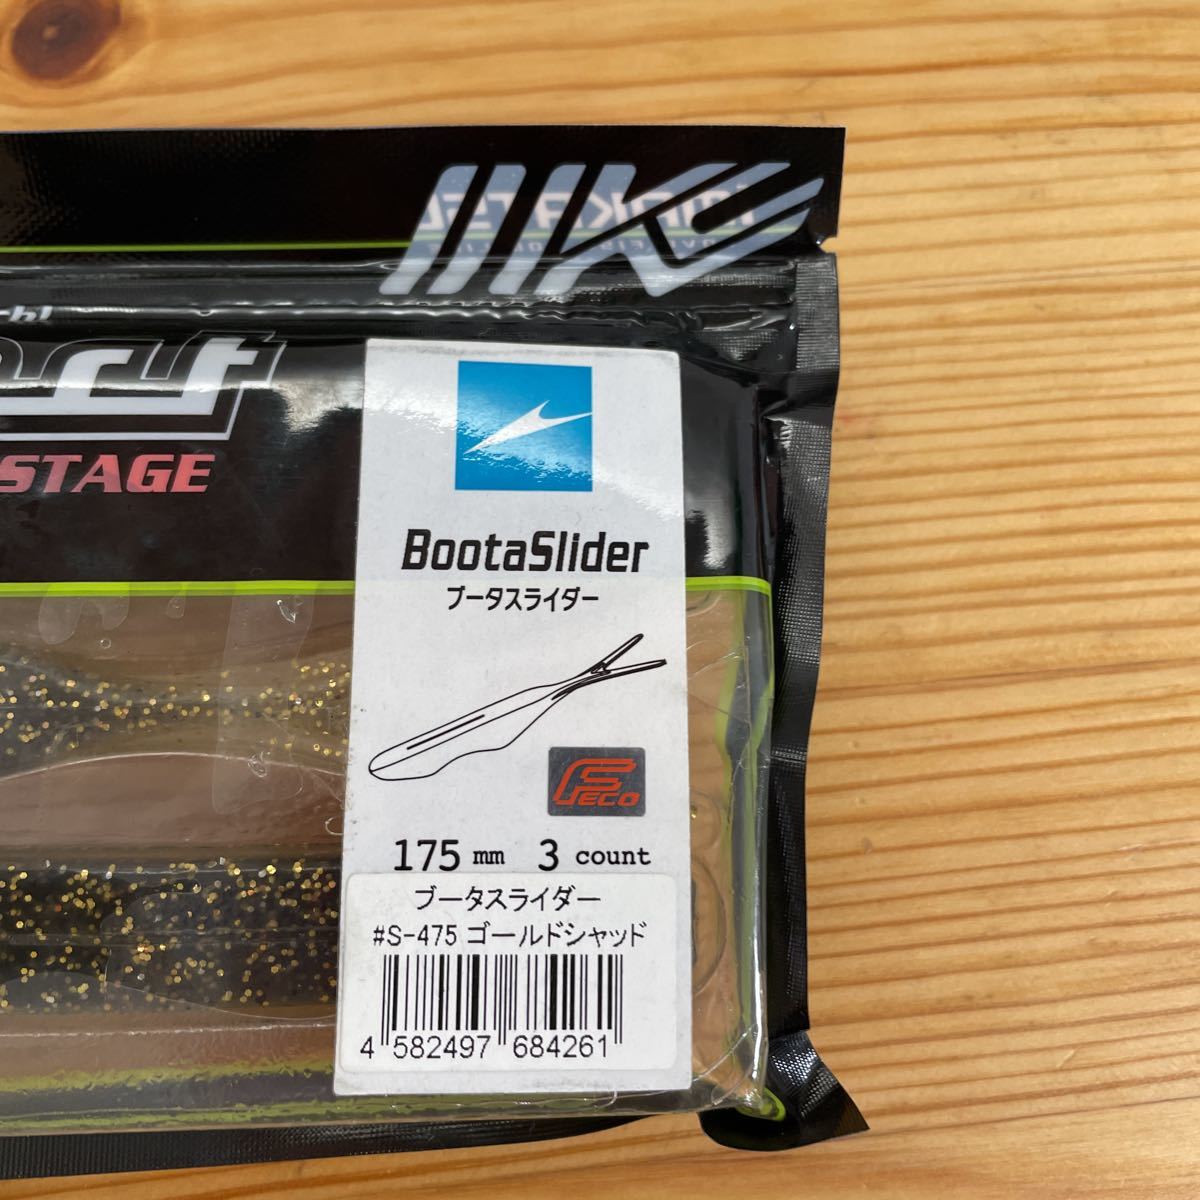 STAGE
BootaSlider
ブータスライダー
FECO
175 mm 3 count
ブータスライダー
#S-475 ゴールドシャッド
4 582497 684261